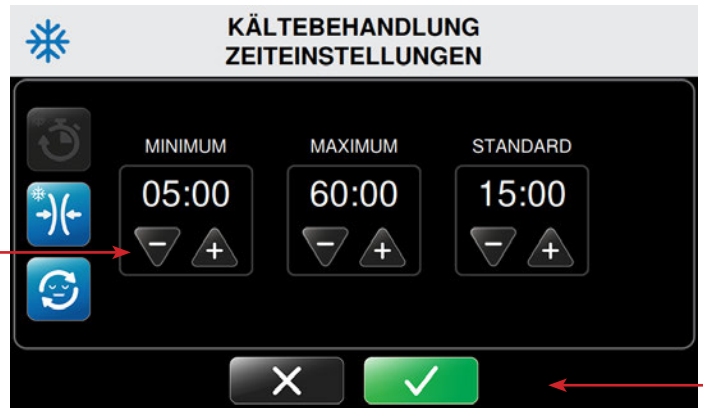 KÄLTEBEHANDLUNG
ZEITEINSTELLUNGEN
MINIMUM MAXIMUM STANDARD
05:00 60:00 15:00
− + − + − +